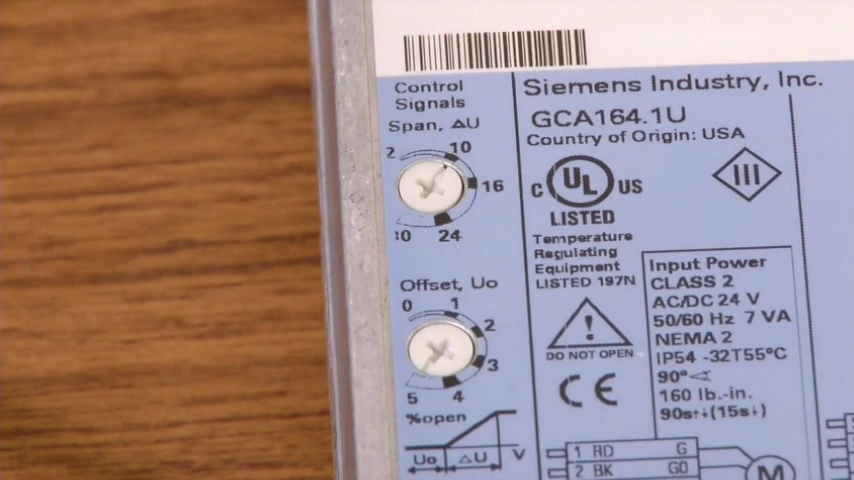 Control
Signals
Span, ΔU
2
10
16
:0
24
Offset, Uo
0
1
2
3
5
4
%open
Uo
ΔU
V
Siemens Industry, Inc.
GCA164.1U
Country of Origin: USA
C UL US
LISTED
III
Temperature
Regulating
Equipment
LISTED 197N
!
DO NOT OPEN
CE
Input Power
CLASS 2
AC/DC 24 V
50/60 Hz 7 VA
NEMA 2
IP54 -32T55°C
90°∢
160 lb.-in.
90s↑↓(15s↓)
1 RD G
2 BK G0
M